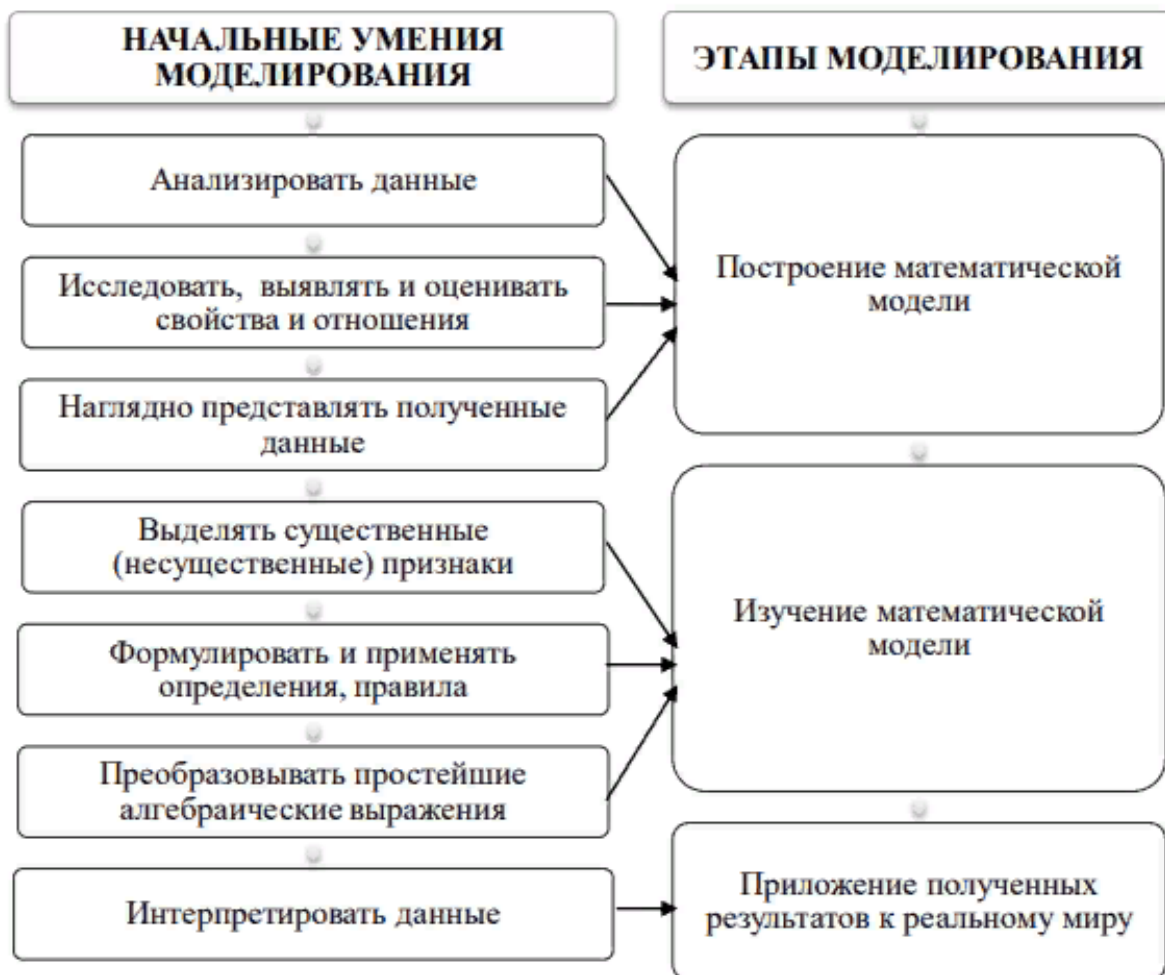 НАЧАЛЬНЫЕ УМЕНИЯ
МОДЕЛИРОВАНИЯ
Анализировать данные
Исследовать, выявлять и оценивать
свойства и отношения
Наглядно представлять полученные
данные
Выделять существенные
(несущественные) признаки
Формулировать и применять
определения, правила
Преобразовывать простейшие
алгебраические выражения
Интерпретировать данные
ЭТАПЫ МОДЕЛИРОВАНИЯ
Построение математической
модели
Изучение математической
модели
Приложение полученных
результатов к реальному миру